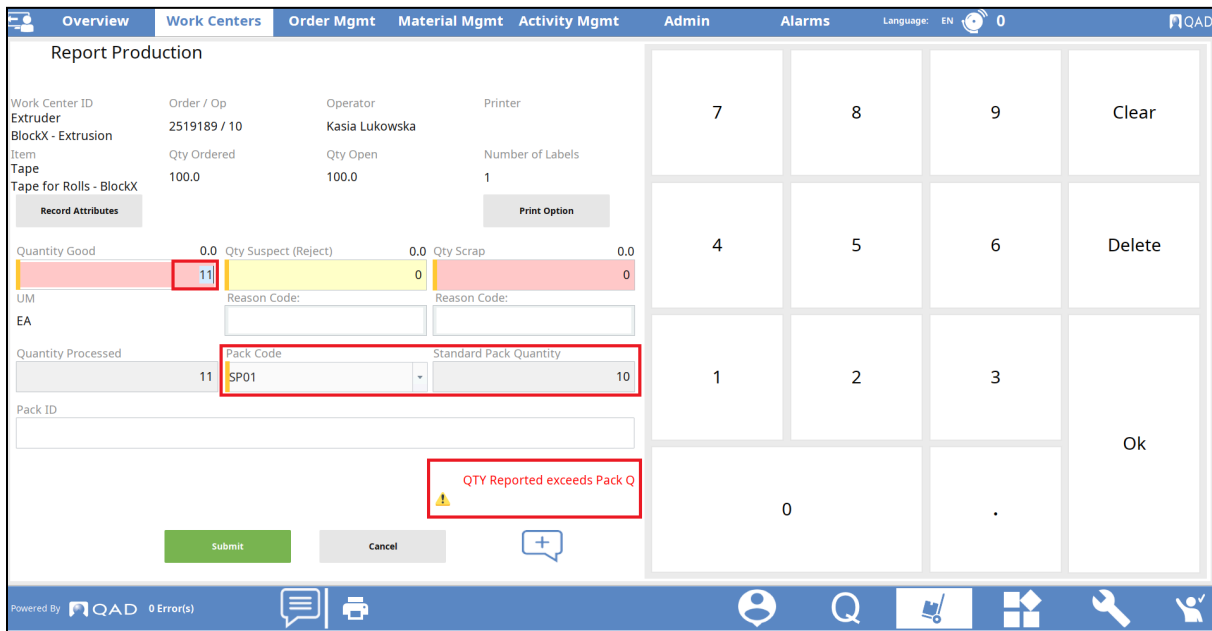 Overview Work Centers Order Mgmt Material Mgmt Activity Mgmt Admin Alarms Language: EN 0 QAD
Report Production
Work Center ID Order / Op Operator Printer
Extruder
BlockX - Extrusion
2519189 / 10 Kasia Lukowska
Item Qty Ordered Qty Open Number of Labels
Tape
Tape for Rolls - BlockX
100.0 100.0 1
Record Attributes Print Option
Quantity Good 0.0 Qty Suspect (Reject) 0.0 Qty Scrap 0.0
11 0 0
UM Reason Code: Reason Code:
EA
Quantity Processed Pack Code Standard Pack Quantity
11 SP01 10
Pack ID
QTY Reported exceeds Pack Q
Submit Cancel
7 8 9 Clear
4 5 6 Delete
1 2 3
Ok
0 .
Powered By QAD 0 Error(s) Q